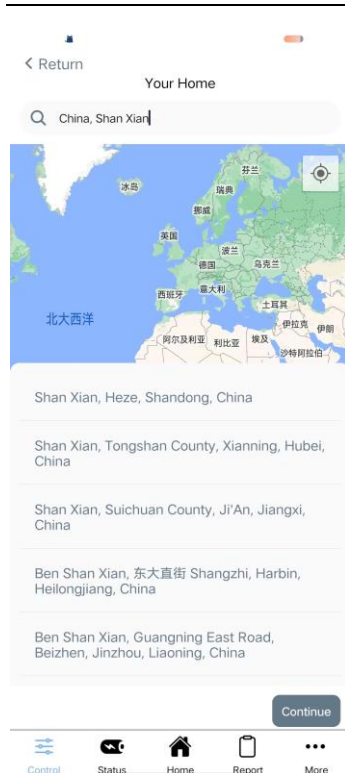 Return
Your Home
China, Shan Xian
冰岛
芬兰
瑞典
挪威
英国
波兰
德国
乌克兰
西班牙
意大利
土耳其
北大西洋
阿尔及利亚
利比亚
埃及
伊拉克
伊朗
沙特阿拉伯
Shan Xian, Heze, Shandong, China
Shan Xian, Tongshan County, Xianning, Hubei,
China
Shan Xian, Suichuan County, Ji'An, Jiangxi,
China
Ben Shan Xian, 东大直街 Shangzhi, Harbin,
Heilongjiang, China
Ben Shan Xian, Guangning East Road,
Beizhen, Jinzhou, Liaoning, China
Continue
Control Status Home Report More